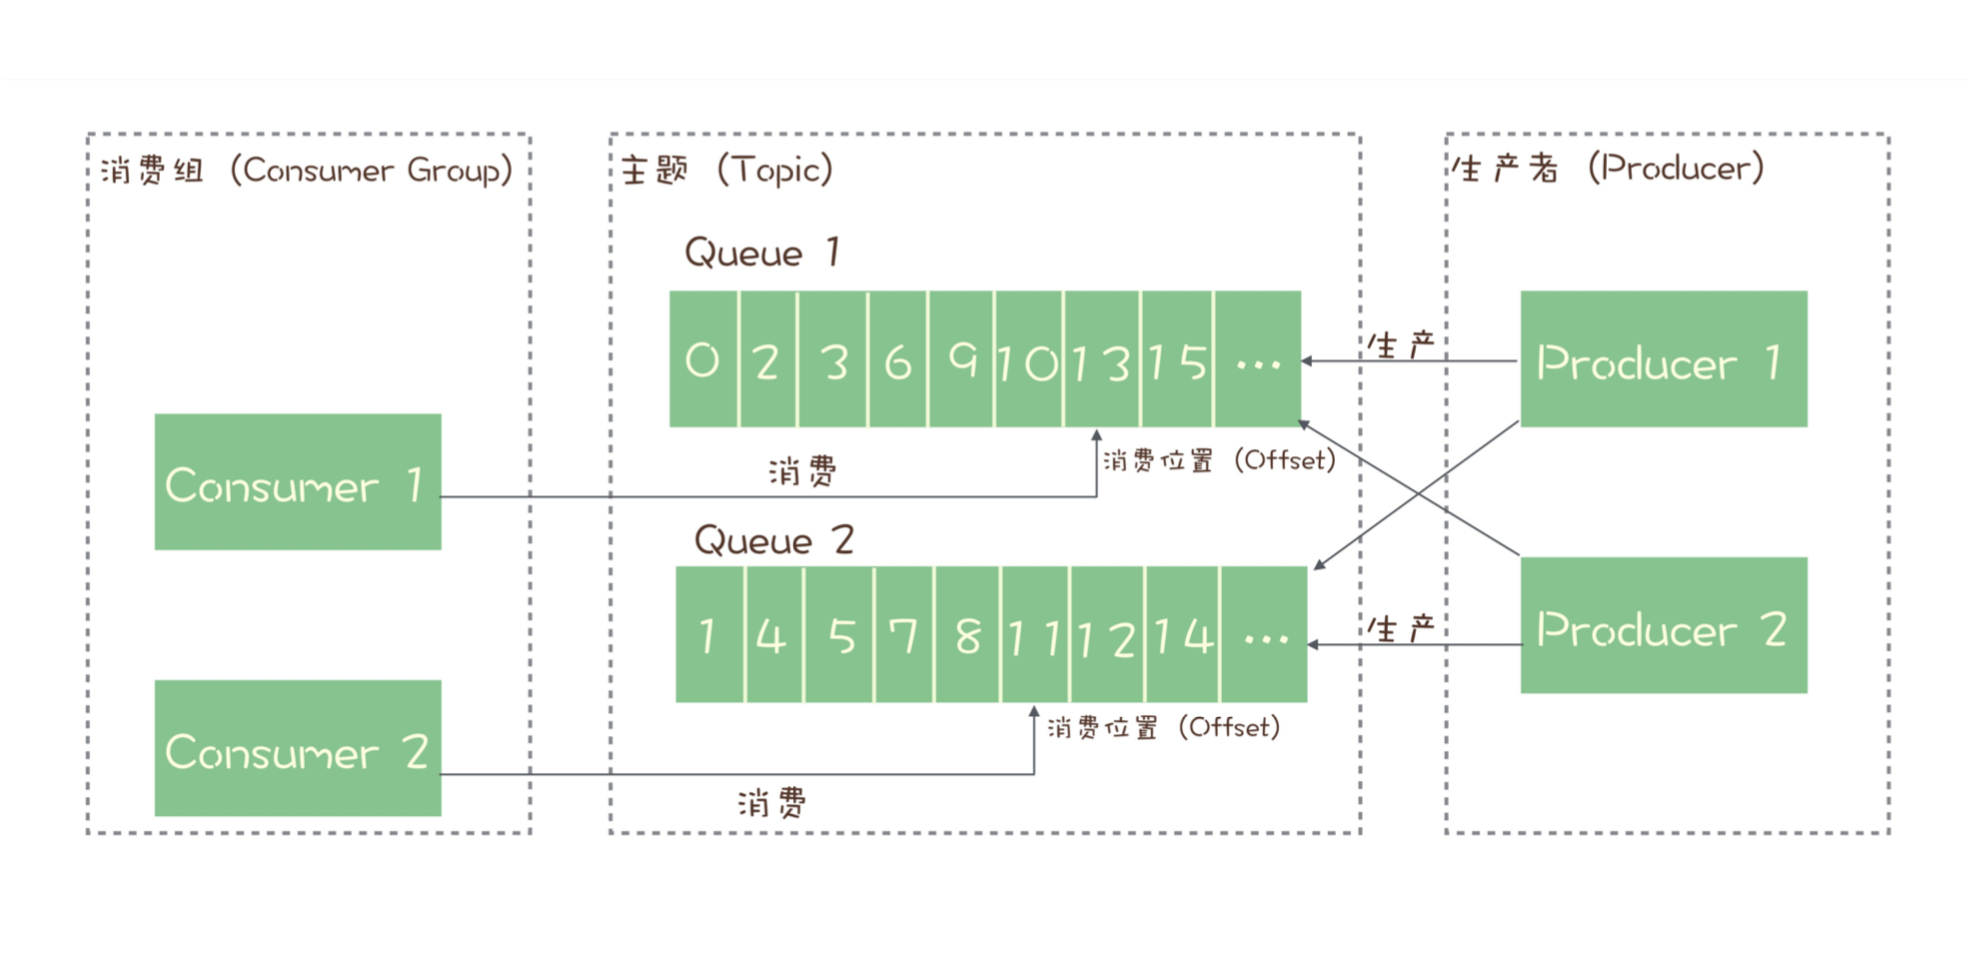 消费组（Consumer Group）
Consumer 1
Consumer 2
主题（Topic）
Queue 1
0 2 3 6 9 10 13 15 ...
消费
消费位置（Offset）
Queue 2
1 4 5 7 8 11 12 14 ...
消费位置（Offset）
消费
生产者（Producer）
生产
Producer 1
生产
Producer 2